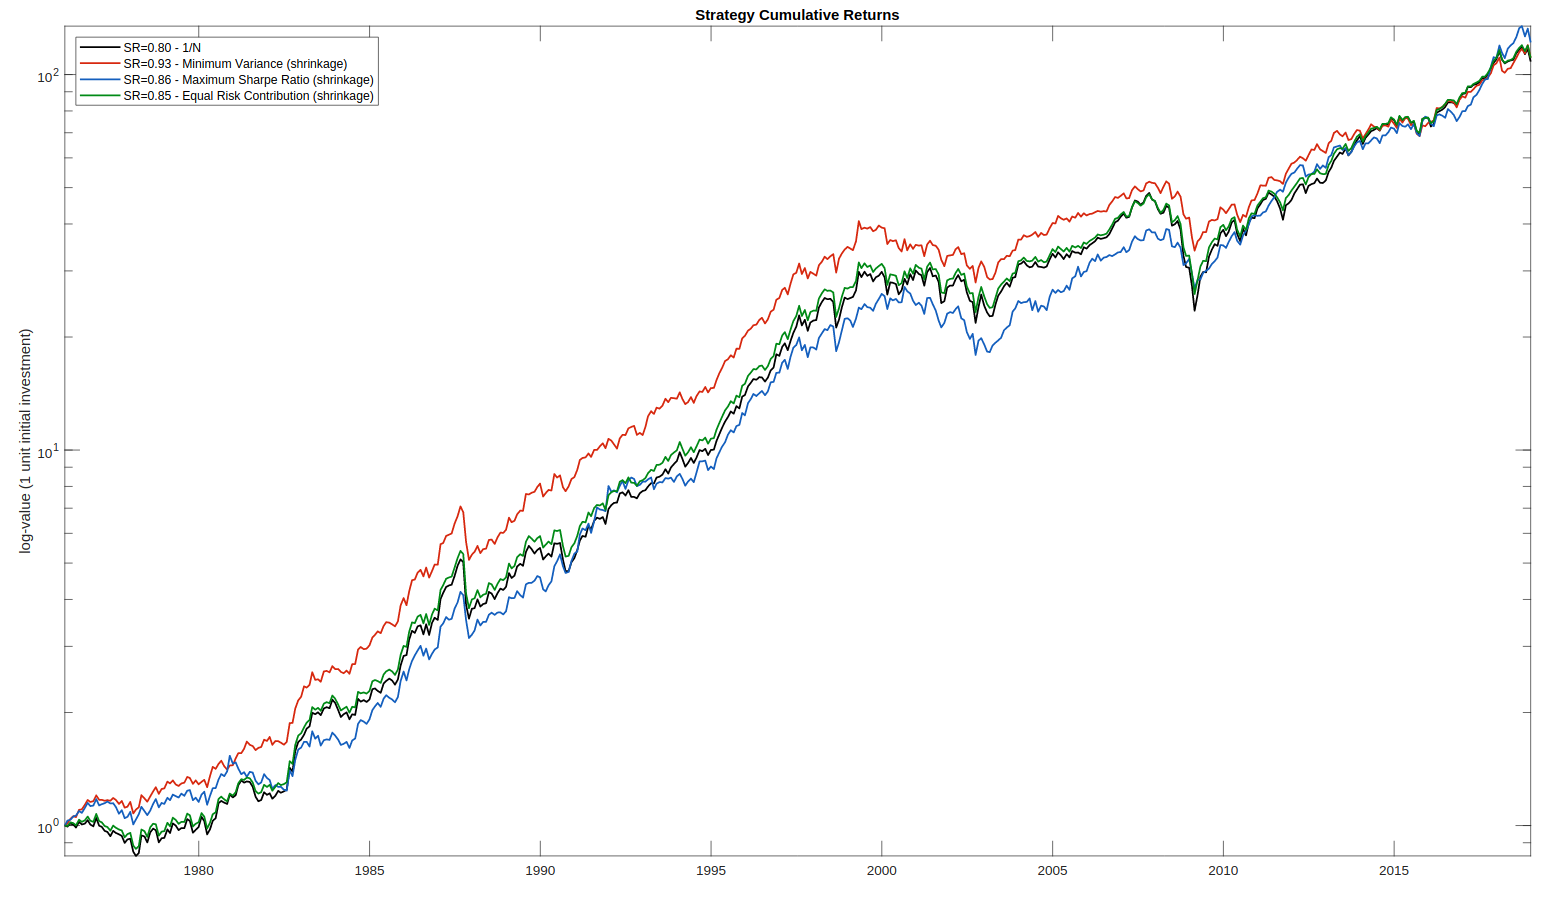 Strategy Cumulative Returns
SR=0.80 - 1/N
SR=0.93 - Minimum Variance (shrinkage)
SR=0.86 - Maximum Sharpe Ratio (shrinkage)
SR=0.85 - Equal Risk Contribution (shrinkage)
log-value (1 unit initial investment)
10²
10¹
10⁰
1980 1985 1990 1995 2000 2005 2010 2015